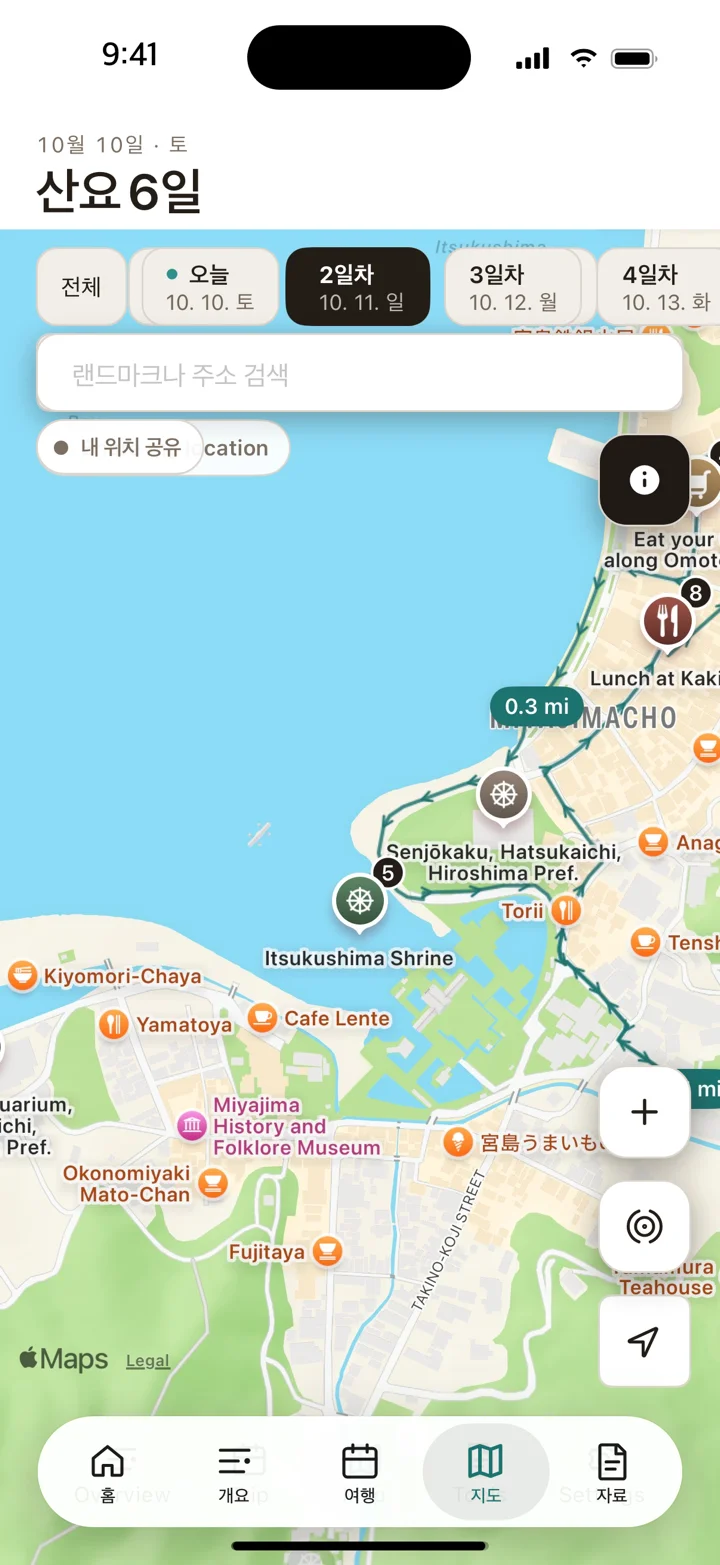 9:41
10월 10일 · 토
산요 6일
Itsukushima
전체
오늘
10. 10. 토
2일차
10. 11. 일
3일차
10. 12. 월
4일차
10. 13. 화
랜드마크나 주소 검색
내 위치 공유
cation
Eat your
along Omot
8
Lunch at Kaki
0.3 mi
MACHO
Senjōkaku, Hatsukaichi,
Hiroshima Pref.
Anag
5
Torii
Itsukushima Shrine
Tensh
Kiyomori-Chaya
Yamatoya
Cafe Lente
mi
uarium,
ichi,
Pref.
Miyajima
History and
Folklore Museum
宮島うまいも
Okonomiyaki
Mato-Chan
Fujitaya
TAKINO-KOJI STREET
Teahouse
Maps
Legal
홈
개요
여행
지도
자료